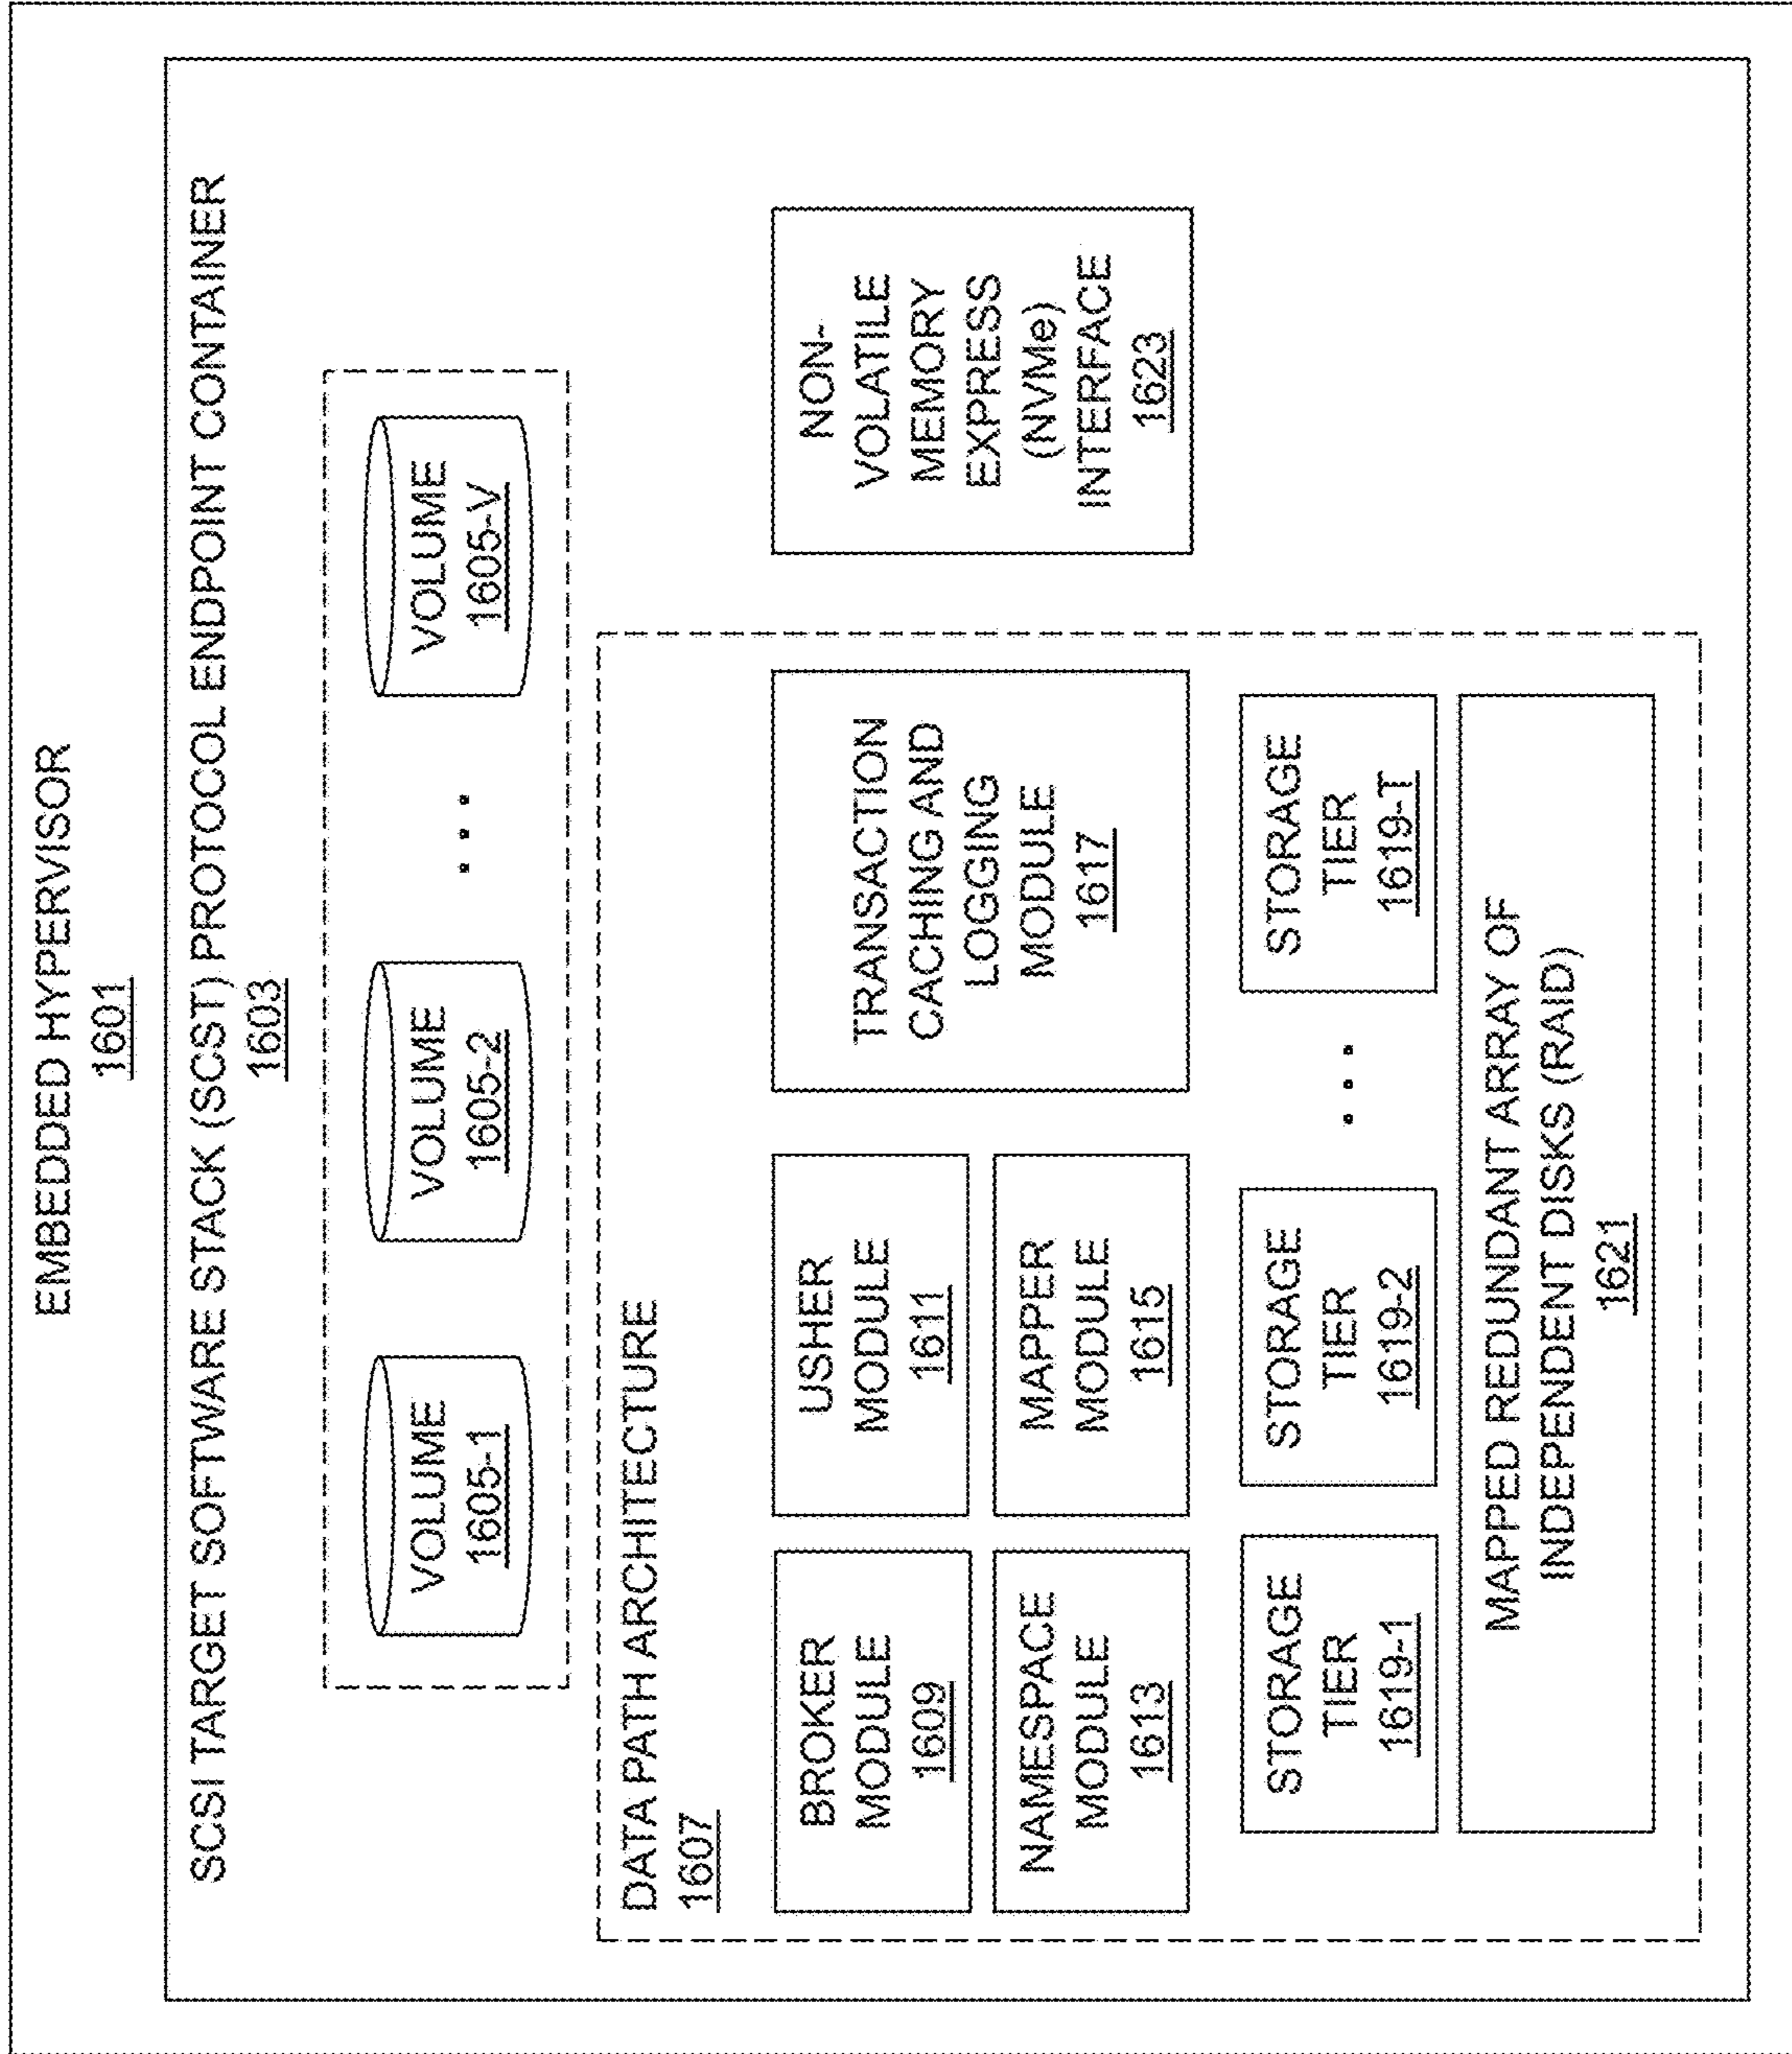 EMBEDDED HYPERVISOR
1601
SCSI TARGET SOFTWARE STACK (SCST) PROTOCOL ENDPOINT CONTAINER
1603
VOLUME
1605-1
VOLUME
1605-2
...
VOLUME
1605-V
DATA PATH ARCHITECTURE
1607
BROKER
MODULE
1609
USHER
MODULE
1611
NAMESPACE
MODULE
1613
MAPPER
MODULE
1615
TRANSACTION
CACHING AND
LOGGING
MODULE
1617
STORAGE
TIER
1619-1
STORAGE
TIER
1619-2
...
STORAGE
TIER
1619-T
MAPPED REDUNDANT ARRAY OF
INDEPENDENT DISKS (RAID)
1621
NON-
VOLATILE
MEMORY
EXPRESS
(NVMe)
INTERFACE
1623